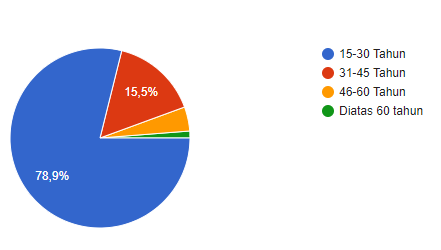 15-30 Tahun
31-45 Tahun
46-60 Tahun
Diatas 60 tahun
15,5%
78,9%